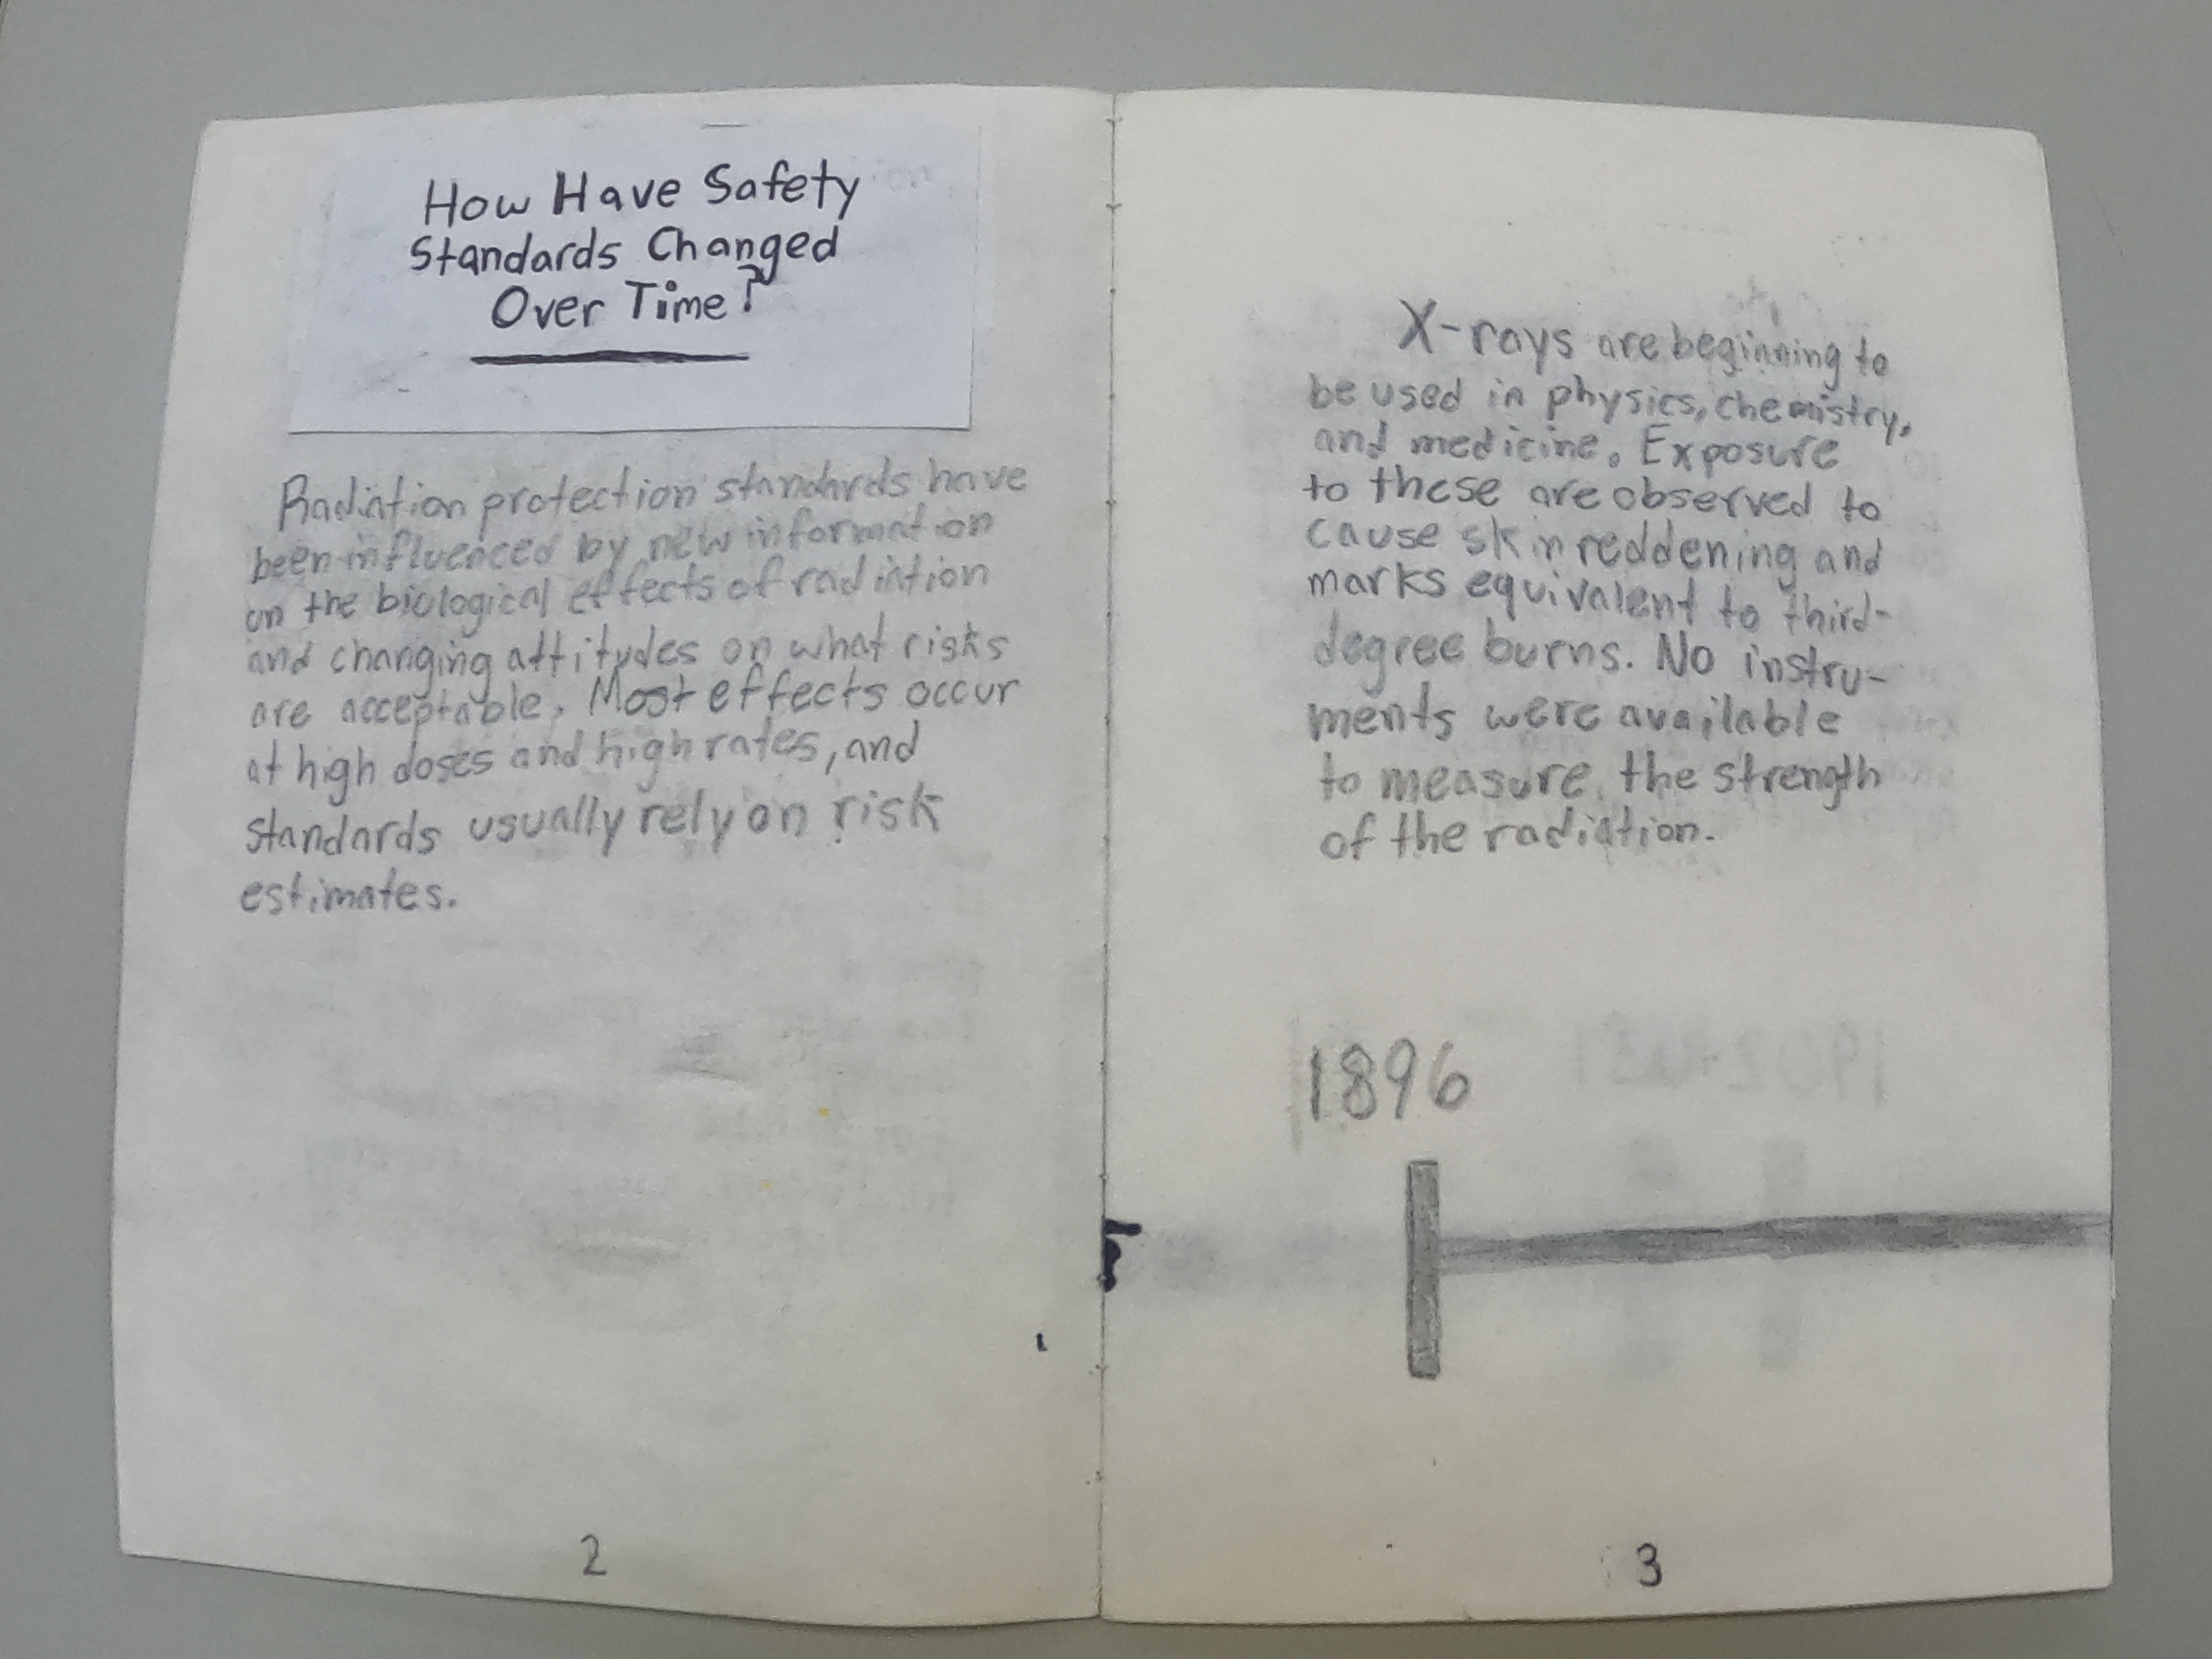 How Have Safety
Standards Changed
Over Time?
Radiation protection standards have
been influenced by new information
on the biological effects of radiation
and changing attitudes on what risks
are acceptable. Most effects occur
at high doses and high rates, and
standards usually rely on risk
estimates.
2
X-rays are beginning to
be used in physics, chemistry,
and medicine. Exposure
to these are observed to
cause skin reddening and
marks equivalent to third-
degree burns. No instru-
ments were available
to measure the strength
of the radiation.
1896
3